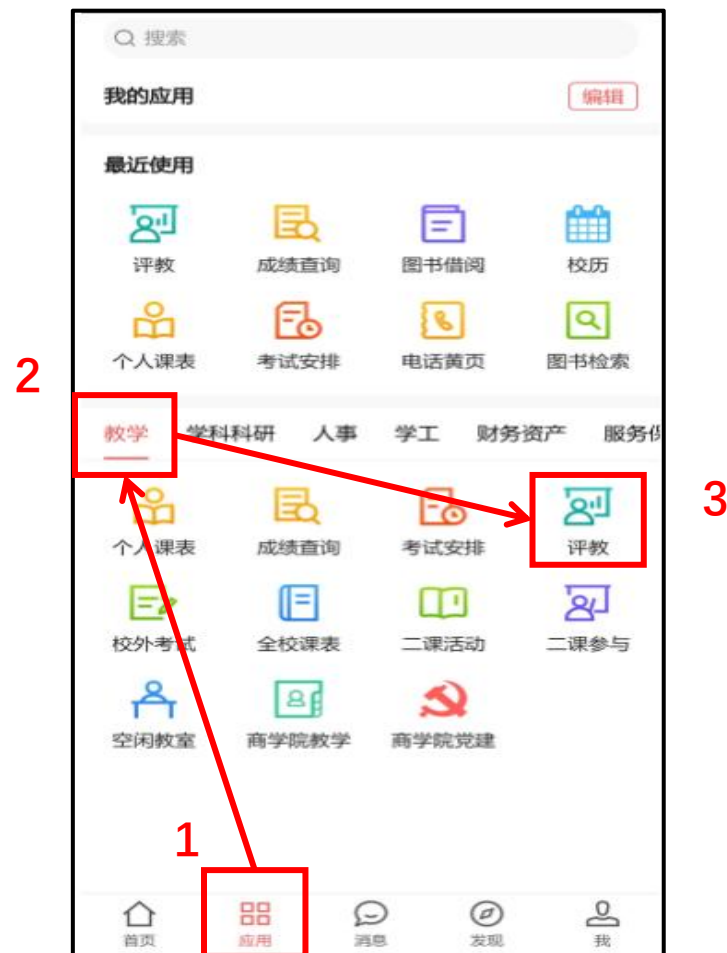 搜索
我的应用 编辑
最近使用
评教 成绩查询 图书借阅 校历
个人课表 考试安排 电话黄页 图书检索
2
教学 学科科研 人事 学工 财务资产 服务
3
个人课表 成绩查询 考试安排 评教
校外考试 全校课表 二课活动 二课参与
空闲教室 商学院教学 商学院党建
1
首页 应用 消息 发现 我